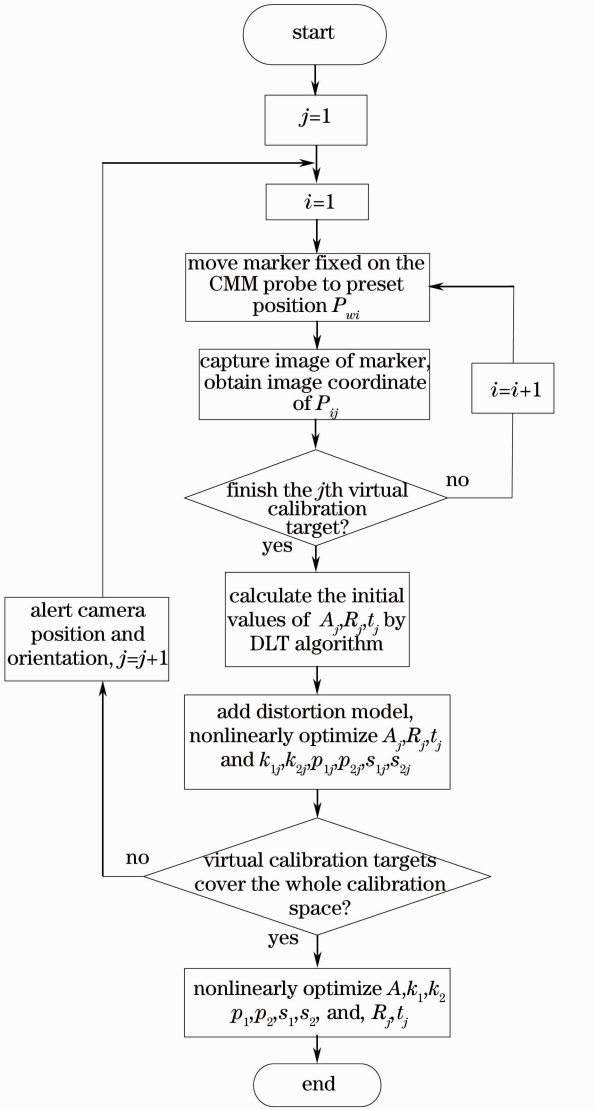 start
j=1
i=1
move marker fixed on the
CMM probe to preset
position P_wi
capture image of marker,
obtain image coordinate
of P_ij
i=i+1
finish the jth virtual
calibration
target?
no
yes
calculate the initial
values of A_j,R_j,t_j by
DLT algorithm
alert camera
position and
orientation, j=j+1
add distortion model,
nonlinearly optimize A_j,R_j,t_j
and k_1j,k_2j,p_1j,p_2j,s_1j,s_2j
no
virtual calibration targets
cover the whole calibration
space?
yes
nonlinearly optimize A,k_1,k_2
p_1,p_2,s_1,s_2, and, R_j,t_j
end